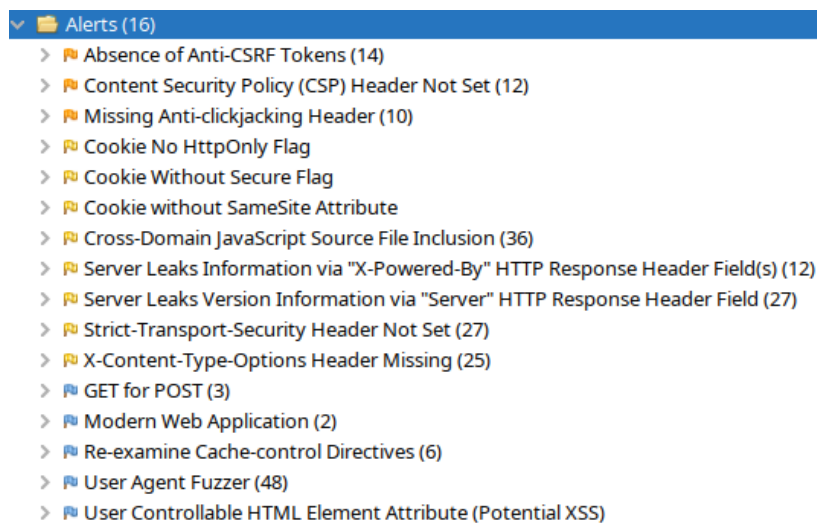 Alerts (16)
Absence of Anti-CSRF Tokens (14)
Content Security Policy (CSP) Header Not Set (12)
Missing Anti-clickjacking Header (10)
Cookie No HttpOnly Flag
Cookie Without Secure Flag
Cookie without SameSite Attribute
Cross-Domain JavaScript Source File Inclusion (36)
Server Leaks Information via "X-Powered-By" HTTP Response Header Field(s) (12)
Server Leaks Version Information via "Server" HTTP Response Header Field (27)
Strict-Transport-Security Header Not Set (27)
X-Content-Type-Options Header Missing (25)
GET for POST (3)
Modern Web Application (2)
Re-examine Cache-control Directives (6)
User Agent Fuzzer (48)
User Controllable HTML Element Attribute (Potential XSS)